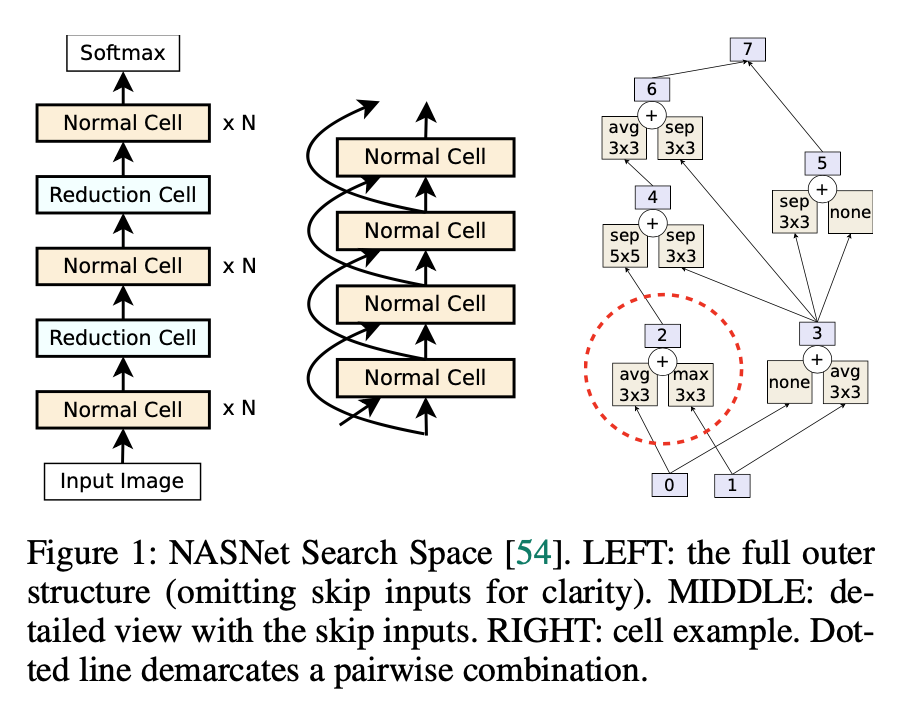 Softmax
Normal Cell x N
Reduction Cell
Normal Cell x N
Reduction Cell
Normal Cell x N
Input Image
Normal Cell
Normal Cell
Normal Cell
Normal Cell
7
6
+
avg 3x3
sep 3x3
5
+
sep 3x3
none
4
+
sep 5x5
sep 3x3
2
+
avg 3x3
max 3x3
3
+
none
avg 3x3
0
1
Figure 1: NASNet Search Space [54]. LEFT: the full outer
structure (omitting skip inputs for clarity). MIDDLE: de-
tailed view with the skip inputs. RIGHT: cell example. Dot-
ted line demarcates a pairwise combination.